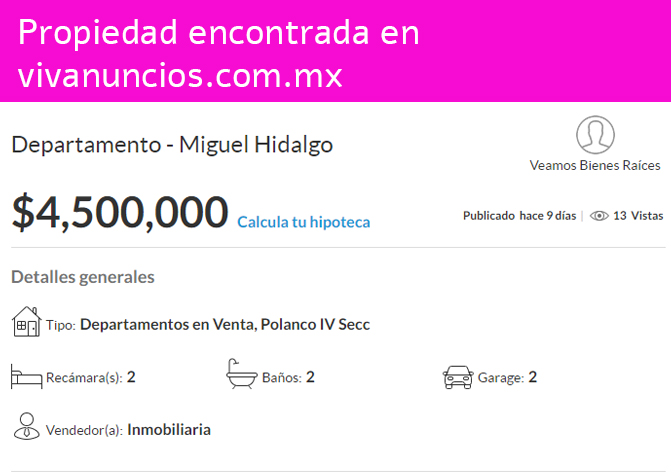 Propiedad encontrada en
vivanuncios.com.mx
Departamento - Miguel Hidalgo
Veamos Bienes Raíces
$4,500,000 Calcula tu hipoteca
Publicado hace 9 días | 13 Vistas
Detalles generales
Tipo: Departamentos en Venta, Polanco IV Secc
Recámara(s): 2 Baños: 2 Garage: 2
Vendedor(a): Inmobiliaria